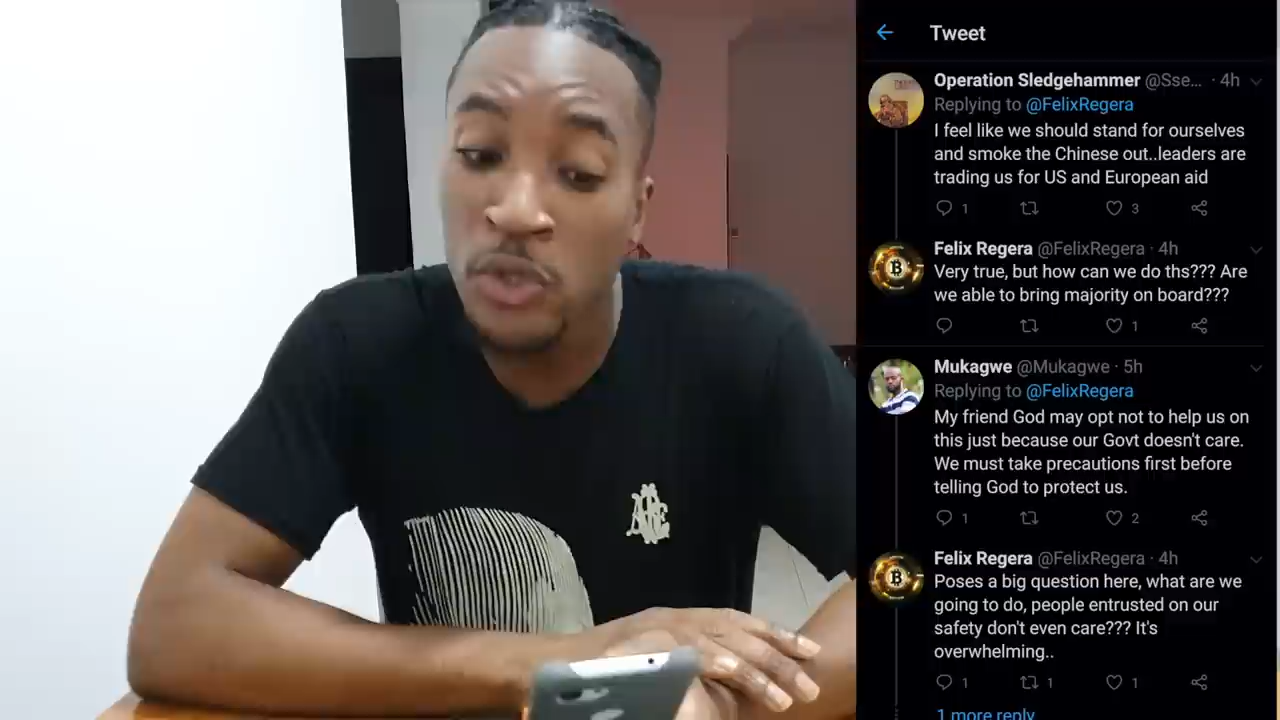 Tweet
Operation Sledgehammer @Sse... · 4h
Replying to @FelixRegera
I feel like we should stand for ourselves
and smoke the Chinese out..leaders are
trading us for US and European aid
1 3
Felix Regera @FelixRegera · 4h
Very true, but how can we do ths??? Are
we able to bring majority on board???
1
Mukagwe @Mukagwe · 5h
Replying to @FelixRegera
My friend God may opt not to help us on
this just because our Govt doesn't care.
We must take precautions first before
telling God to protect us.
1 2
Felix Regera @FelixRegera · 4h
Poses a big question here, what are we
going to do, people entrusted on our
safety don't even care??? It's
overwhelming..
1 1 1
1 more reply